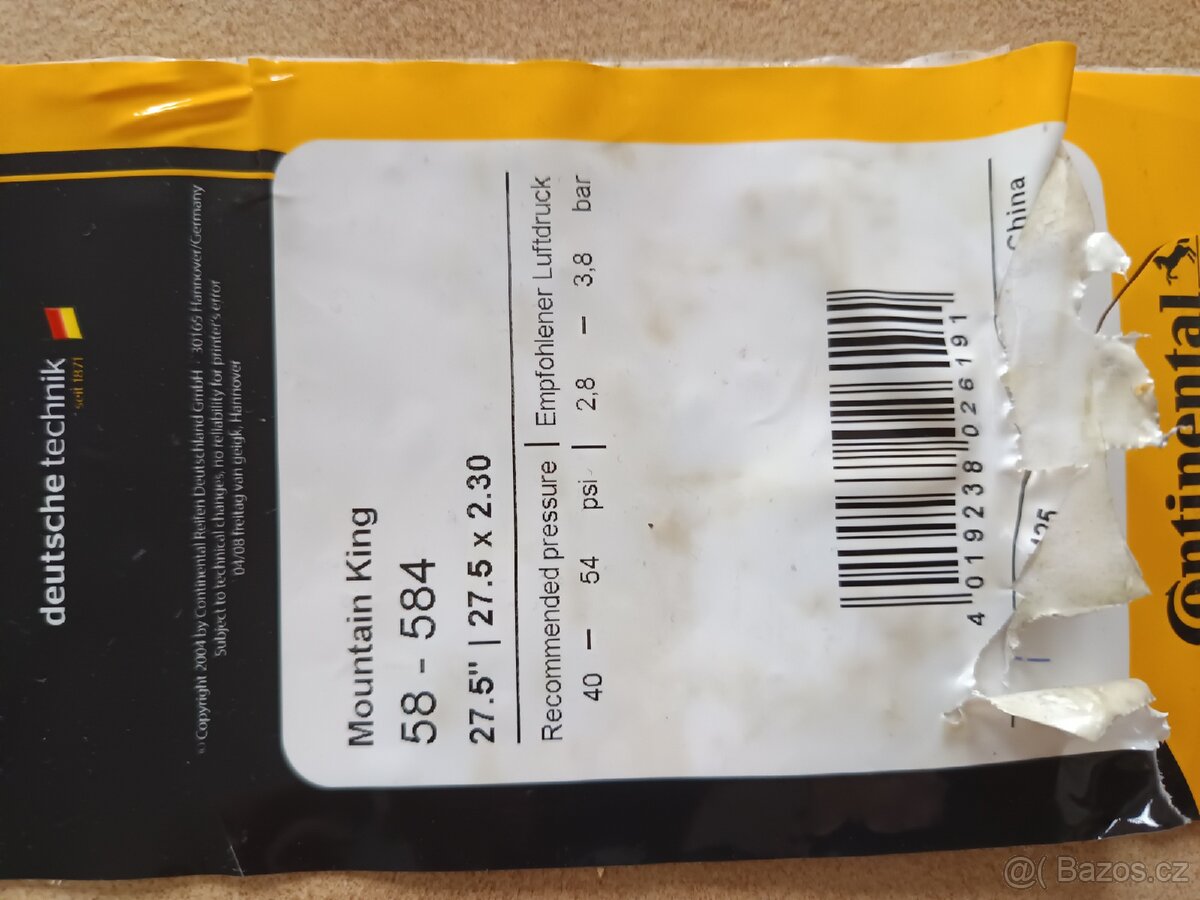 deutsche technik
seit 1871
© Copyright 2004 by Continental Reifen Deutschland GmbH · 30165 Hannover/Germany
Subject to technical changes, no reliability for printer's error
04/08 freitag van geigk, Hannover
Mountain King
58 - 584
27.5" | 27.5 x 2.30
Recommended pressure | Empfohlener Luftdruck
40 – 54 psi | 2,8 – 3,8 bar
4 019238 026191
China
Continental
@( Bazos.cz